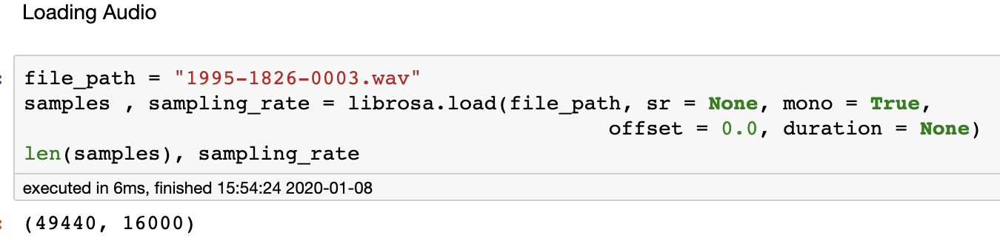 Loading Audio
:
file_path = "1995-1826-0003.wav"
samples , sampling_rate = librosa.load(file_path, sr = None, mono = True,
offset = 0.0, duration = None)
len(samples), sampling_rate
executed in 6ms, finished 15:54:24 2020-01-08
:
(49440, 16000)